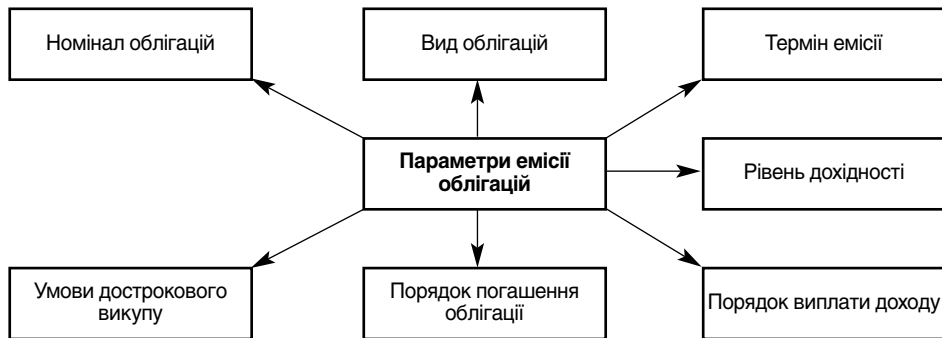 Номінал облігацій
Вид облігацій
Термін емісії
Параметри емісії
облігацій
Рівень дохідності
Умови дострокового
викупу
Порядок погашення
облігації
Порядок виплати доходу